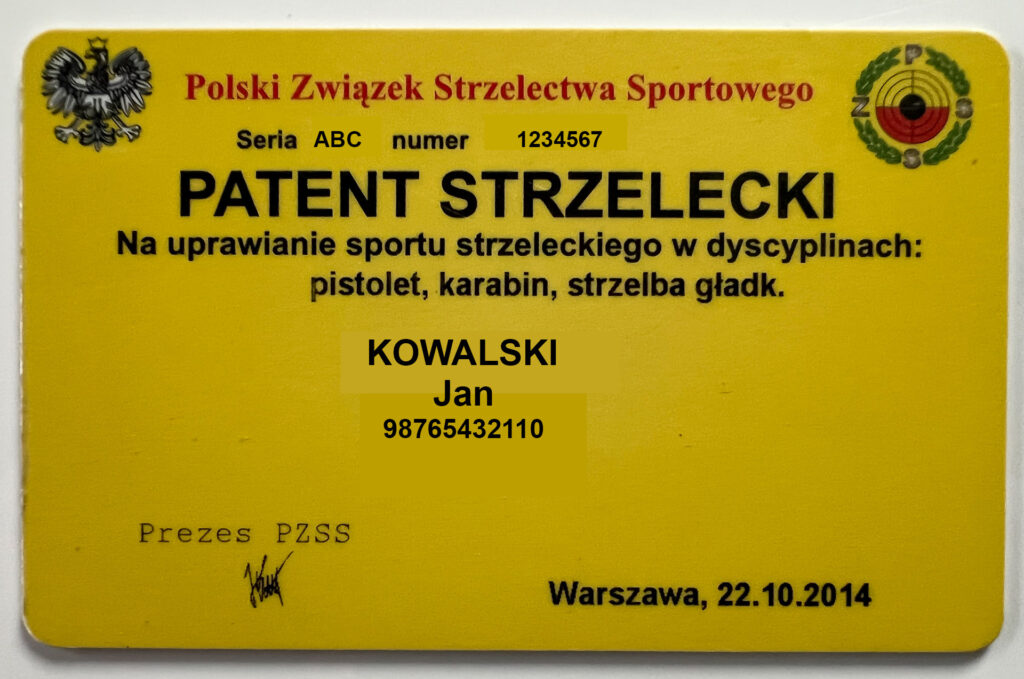 Polski Związek Strzelectwa Sportowego
Seria ABC numer 1234567
PATENT STRZELECKI
Na uprawianie sportu strzeleckiego w dyscyplinach:
pistolet, karabin, strzelba gładk.
KOWALSKI
Jan
98765432110
Prezes PZSS
Warszawa, 22.10.2014
P
Z S
S